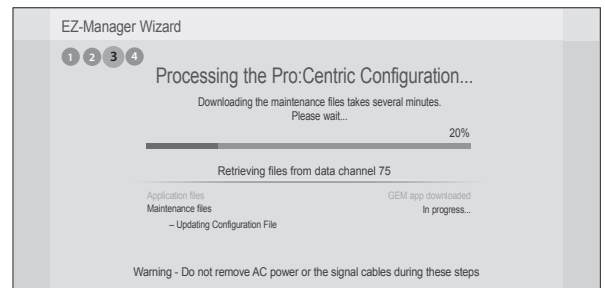 EZ-Manager Wizard
1 2 3 4
Processing the Pro:Centric Configuration...
Downloading the maintenance files takes several minutes.
Please wait...
20%
Retrieving files from data channel 75
Application files GEM app downloaded
Maintenance files In progress...
– Updating Configuration File
Warning - Do not remove AC power or the signal cables during these steps